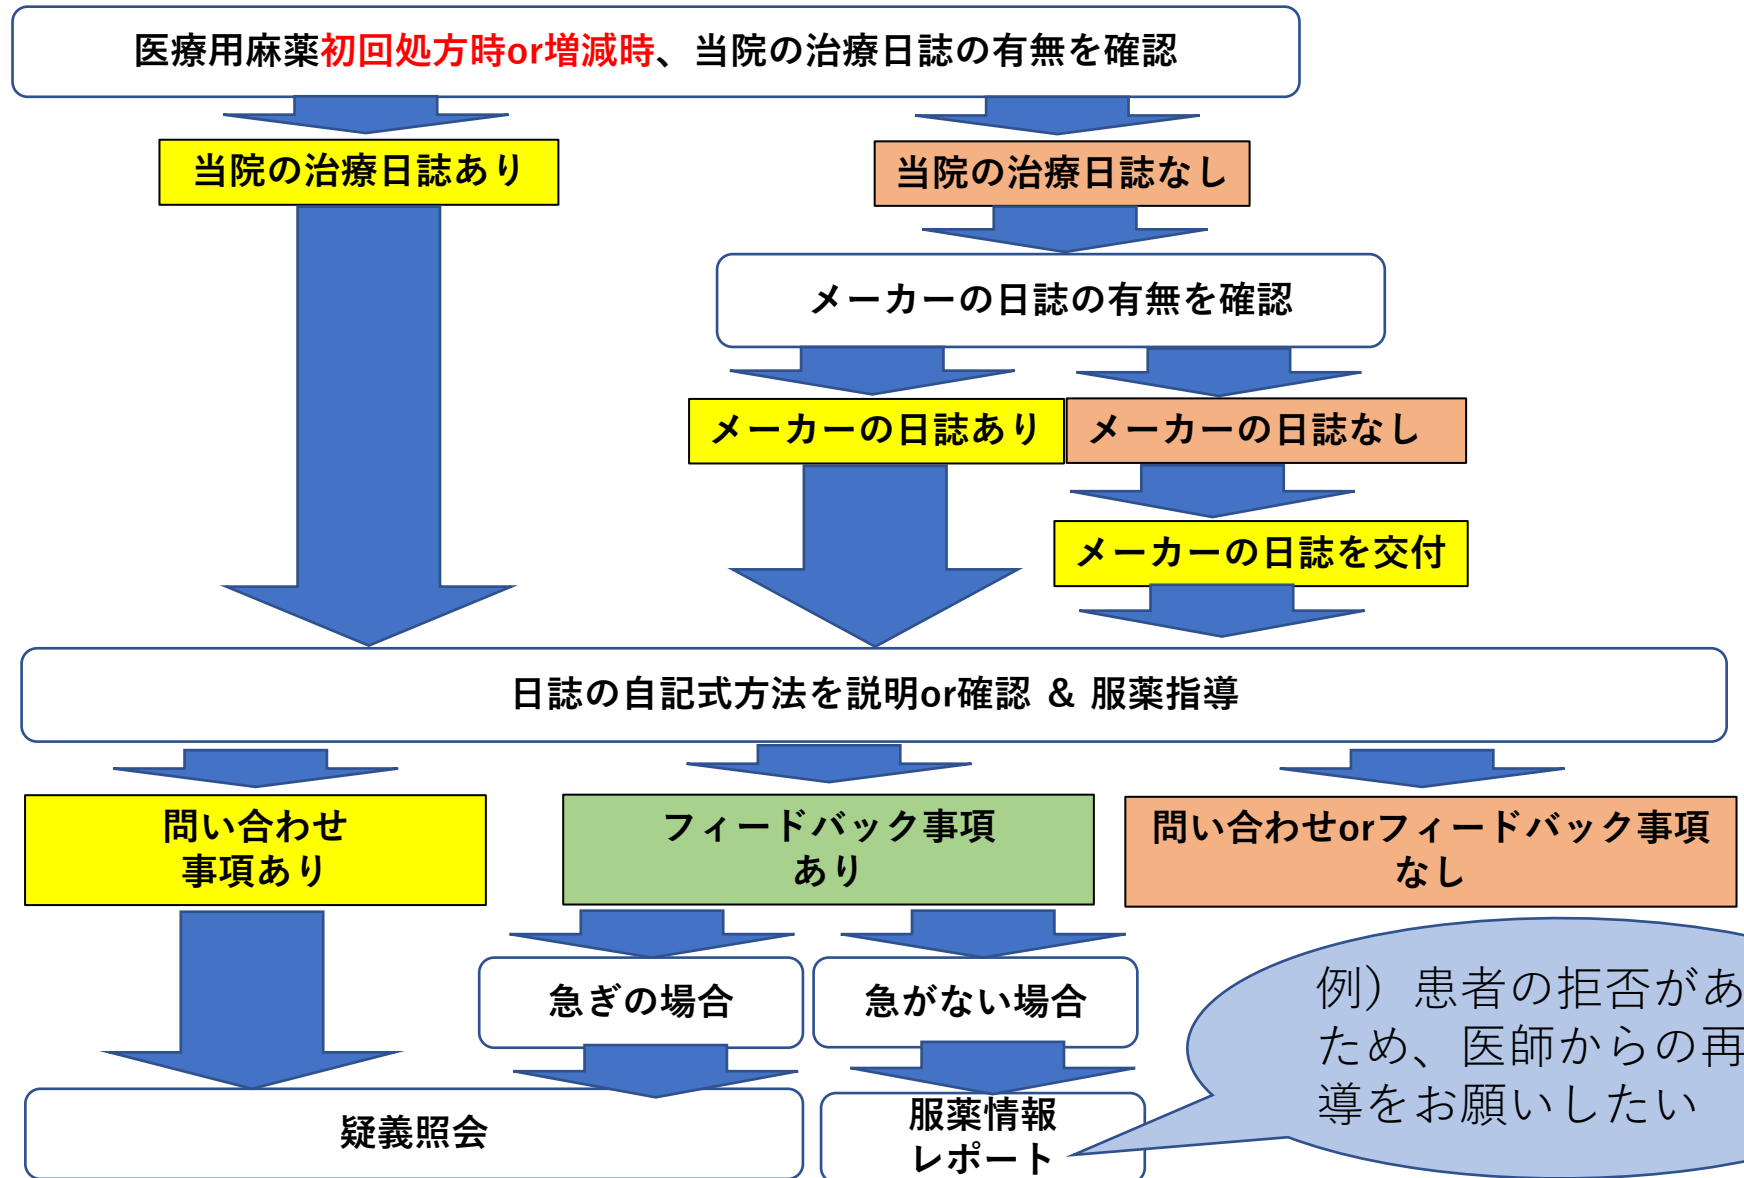 医療用麻薬初回処方時or増減時、当院の治療日誌の有無を確認
当院の治療日誌あり
当院の治療日誌なし
メーカーの日誌の有無を確認
メーカーの日誌あり
メーカーの日誌なし
メーカーの日誌を交付
日誌の自記式方法を説明or確認 ＆ 服薬指導
問い合わせ
事項あり
フィードバック事項
あり
問い合わせorフィードバック事項
なし
急ぎの場合
急がない場合
疑義照会
服薬情報
レポート
例）患者の拒否があ
ため、医師からの再
導をお願いしたい